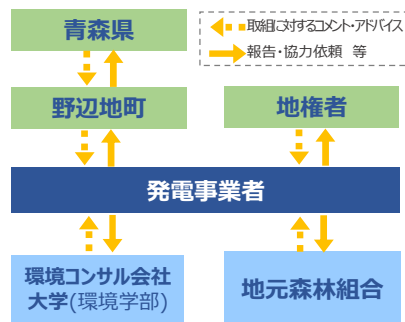 青森県
取組に対するコメント・アドバイス
報告・協力依頼 等
野辺地町
地権者
発電事業者
環境コンサル会社
大学(環境学部)
地元森林組合